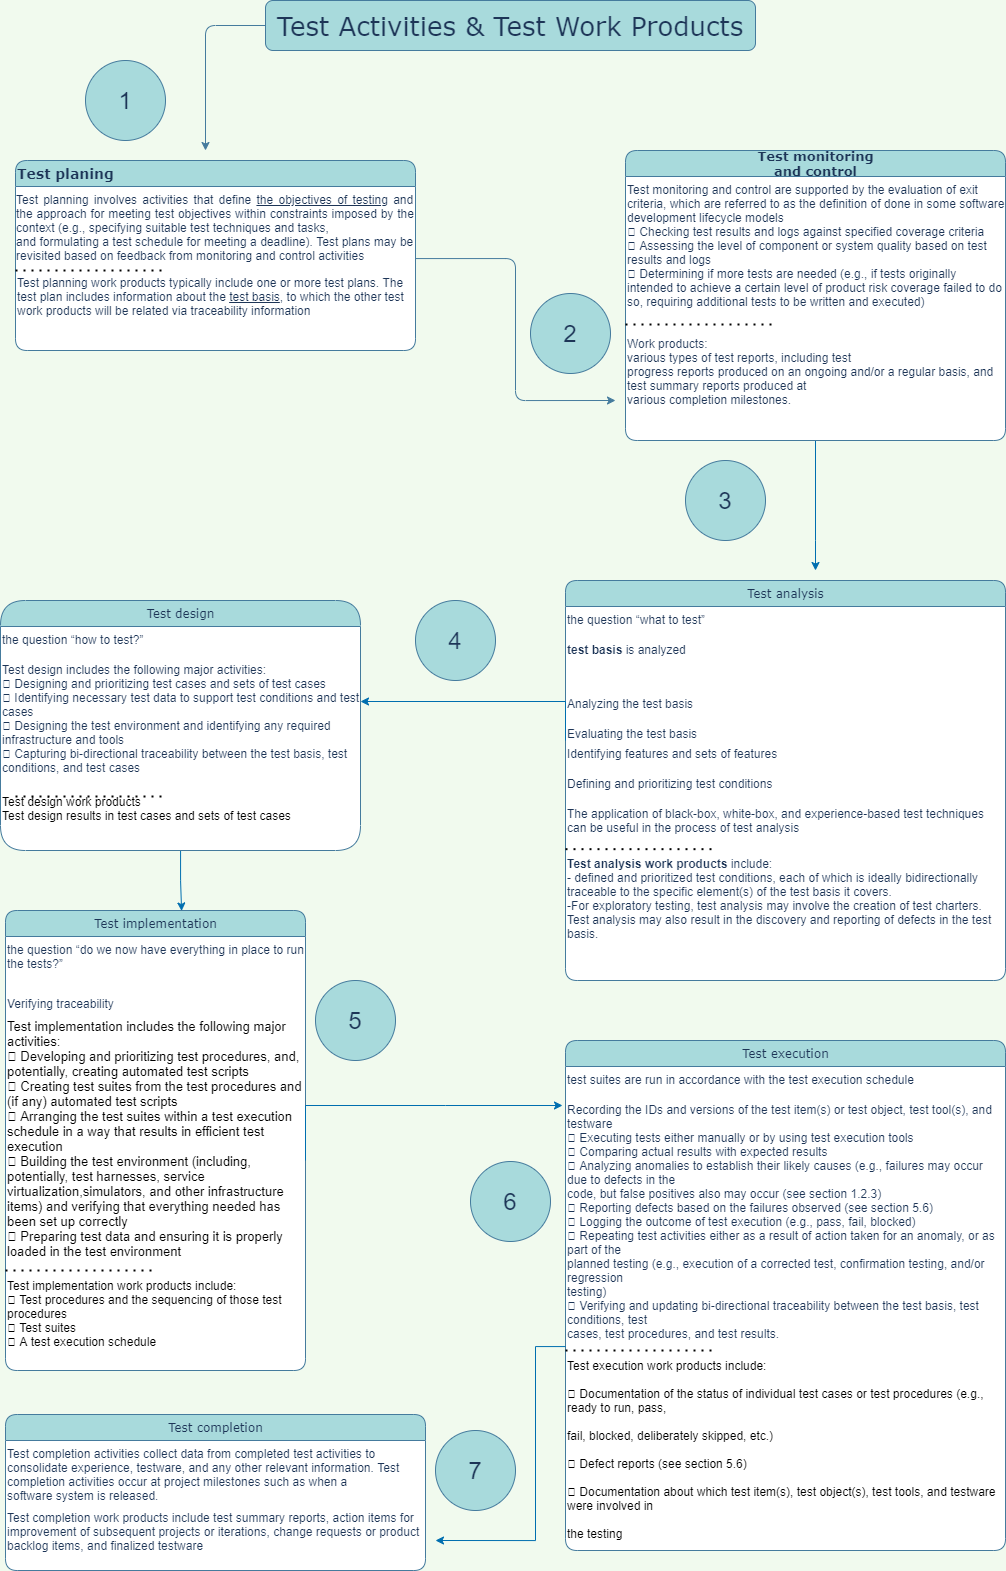 Test Activities & Test Work Products
1
Test planing
Test planning involves activities that define the objectives of testing and
the approach for meeting test objectives within constraints imposed by the
context (e.g., specifying suitable test techniques and tasks,
and formulating a test schedule for meeting a deadline). Test plans may be
revisited based on feedback from monitoring and control activities
Test planning work products typically include one or more test plans. The
test plan includes information about the test basis, to which the other test
work products will be related via traceability information
2
Test monitoring
and control
Test monitoring and control are supported by the evaluation of exit
criteria, which are referred to as the definition of done in some software
development lifecycle models
 Checking test results and logs against specified coverage criteria
 Assessing the level of component or system quality based on test
results and logs
 Determining if more tests are needed (e.g., if tests originally
intended to achieve a certain level of product risk coverage failed to do
so, requiring additional tests to be written and executed)
Work products:
various types of test reports, including test
progress reports produced on an ongoing and/or a regular basis, and
test summary reports produced at
various completion milestones.
3
Test analysis
the question “what to test”
test basis is analyzed
Analyzing the test basis
Evaluating the test basis
Identifying features and sets of features
Defining and prioritizing test conditions
The application of black-box, white-box, and experience-based test techniques
can be useful in the process of test analysis
Test analysis work products include:
- defined and prioritized test conditions, each of which is ideally bidirectionally
traceable to the specific element(s) of the test basis it covers.
-For exploratory testing, test analysis may involve the creation of test charters.
Test analysis may also result in the discovery and reporting of defects in the test
basis.
4
Test design
the question “how to test?”
Test design includes the following major activities:
 Designing and prioritizing test cases and sets of test cases
 Identifying necessary test data to support test conditions and test
cases
 Designing the test environment and identifying any required
infrastructure and tools
 Capturing bi-directional traceability between the test basis, test
conditions, and test cases
Test design work products
Test design results in test cases and sets of test cases
5
Test implementation
the question “do we now have everything in place to run
the tests?”
Verifying traceability
Test implementation includes the following major
activities:
 Developing and prioritizing test procedures, and,
potentially, creating automated test scripts
 Creating test suites from the test procedures and
(if any) automated test scripts
 Arranging the test suites within a test execution
schedule in a way that results in efficient test
execution
 Building the test environment (including,
potentially, test harnesses, service
virtualization,simulators, and other infrastructure
items) and verifying that everything needed has
been set up correctly
 Preparing test data and ensuring it is properly
loaded in the test environment
Test implementation work products include:
 Test procedures and the sequencing of those test
procedures
 Test suites
 A test execution schedule
6
Test execution
test suites are run in accordance with the test execution schedule
Recording the IDs and versions of the test item(s) or test object, test tool(s), and
testware
 Executing tests either manually or by using test execution tools
 Comparing actual results with expected results
 Analyzing anomalies to establish their likely causes (e.g., failures may occur
due to defects in the
code, but false positives also may occur (see section 1.2.3)
 Reporting defects based on the failures observed (see section 5.6)
 Logging the outcome of test execution (e.g., pass, fail, blocked)
 Repeating test activities either as a result of action taken for an anomaly, or as
part of the
planned testing (e.g., execution of a corrected test, confirmation testing, and/or
regression
testing)
 Verifying and updating bi-directional traceability between the test basis, test
conditions, test
cases, test procedures, and test results.
Test execution work products include:
 Documentation of the status of individual test cases or test procedures (e.g.,
ready to run, pass,
fail, blocked, deliberately skipped, etc.)
 Defect reports (see section 5.6)
 Documentation about which test item(s), test object(s), test tools, and testware
were involved in
the testing
7
Test completion
Test completion activities collect data from completed test activities to
consolidate experience, testware, and any other relevant information. Test
completion activities occur at project milestones such as when a
software system is released.
Test completion work products include test summary reports, action items for
improvement of subsequent projects or iterations, change requests or product
backlog items, and finalized testware